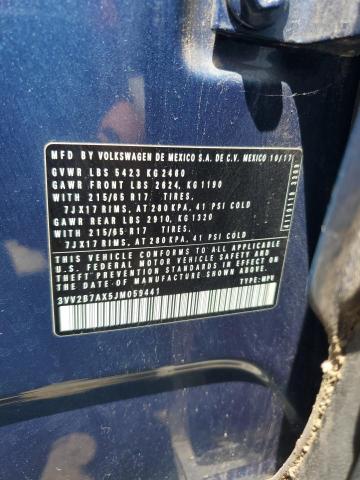 MFD BY VOLKSWAGEN DE MEXICO S.A. DE C.V. MEXICO 10/17
GVWR LBS 5423 KG 2460
GAWR FRONT LBS 2624, KG 1190
WITH 215/65 R17 TIRES,
7JX17 RIMS, AT 280 KPA, 41 PSI COLD
GAWR REAR LBS 2910, KG 1320
WITH 215/65 R17 TIRES,
7JX17 RIMS, AT 280 KPA, 41 PSI COLD
THIS VEHICLE CONFORMS TO ALL APPLICABLE
U.S. FEDERAL MOTOR VEHICLE SAFETY AND
THEFT PREVENTION STANDARDS IN EFFECT ON
THE DATE OF MANUFACTURE SHOWN ABOVE.
3VV2B7AX5JM059441 TYPE: MPV